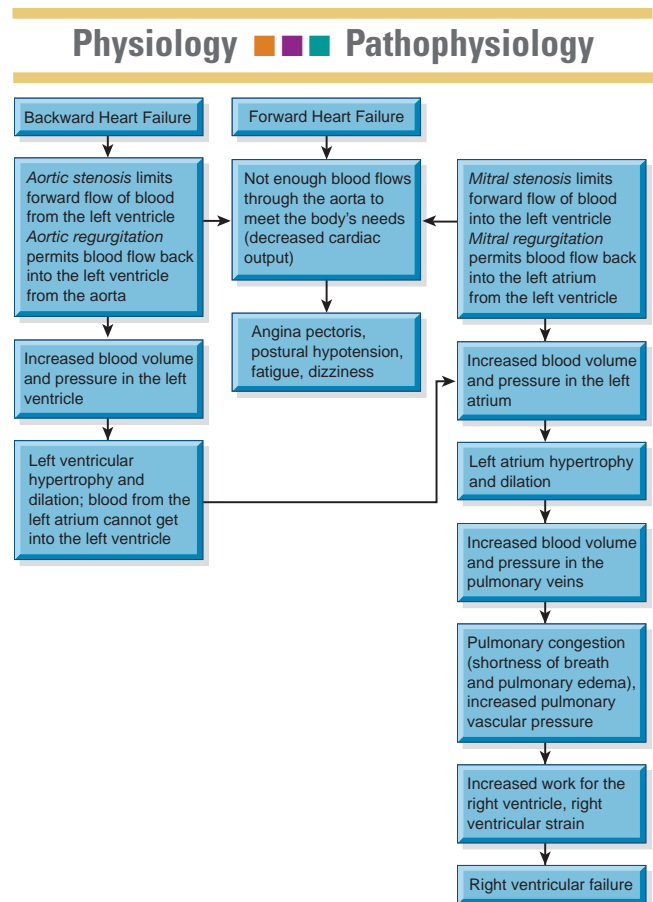 Physiology Pathophysiology
Backward Heart Failure
Forward Heart Failure
Aortic stenosis limits
forward flow of blood
from the left ventricle
Aortic regurgitation
permits blood flow back
into the left ventricle
from the aorta
Not enough blood flows
through the aorta to
meet the body's needs
(decreased cardiac
output)
Mitral stenosis limits
forward flow of blood
into the left ventricle
Mitral regurgitation
permits blood flow back
into the left atrium
from the left ventricle
Increased blood volume
and pressure in the left
ventricle
Angina pectoris,
postural hypotension,
fatigue, dizziness
Increased blood volume
and pressure in the left
atrium
Left ventricular
hypertrophy and
dilation; blood from the
left atrium cannot get
into the left ventricle
Left atrium hypertrophy
and dilation
Increased blood volume
and pressure in the
pulmonary veins
Pulmonary congestion
(shortness of breath
and pulmonary edema),
increased pulmonary
vascular pressure
Increased work for the
right ventricle, right
ventricular strain
Right ventricular failure